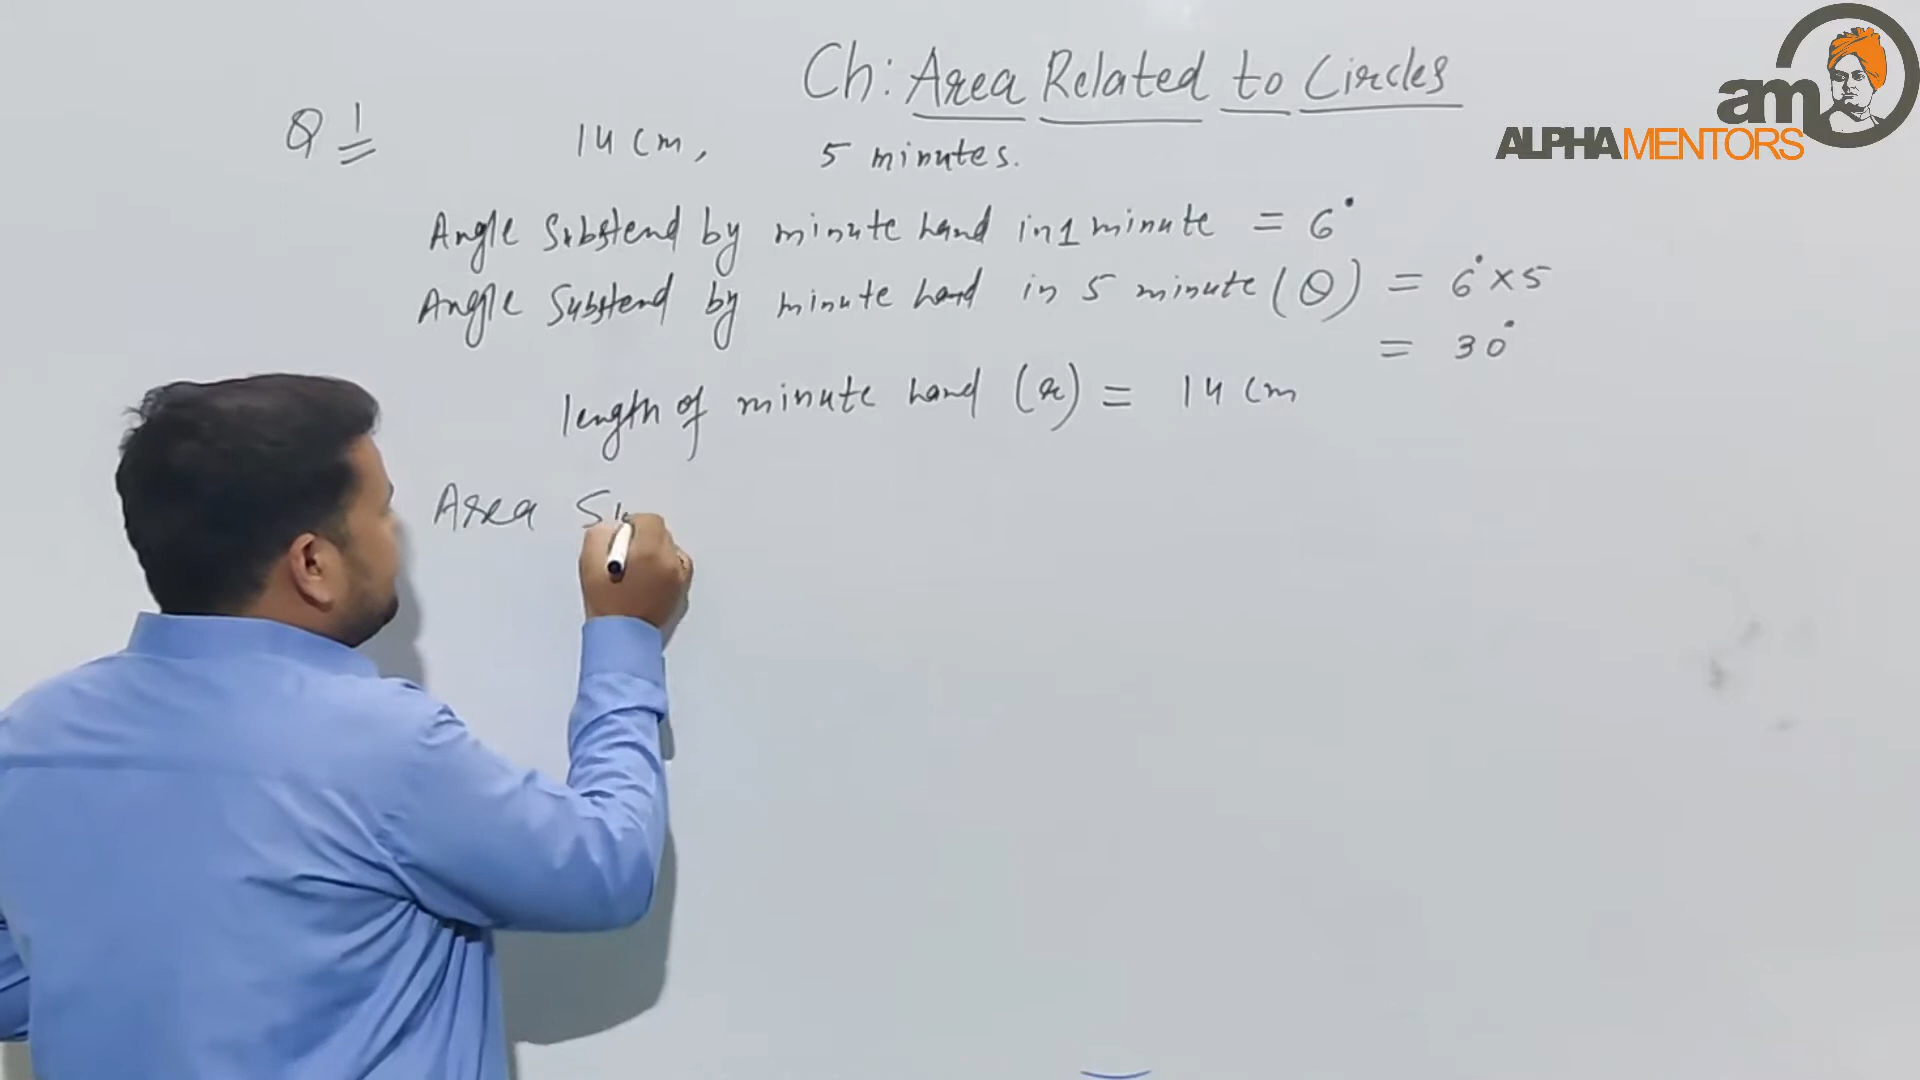 Ch: Area Related to Circles
am
ALPHAMENTORS
Q 1
14 cm, 5 minutes.
Angle Substend by minute hand in 1 minute = 6°
Angle Substend by minute hand in 5 minute (θ) = 6° × 5
= 30°
length of minute hand (r) = 14 cm
Area